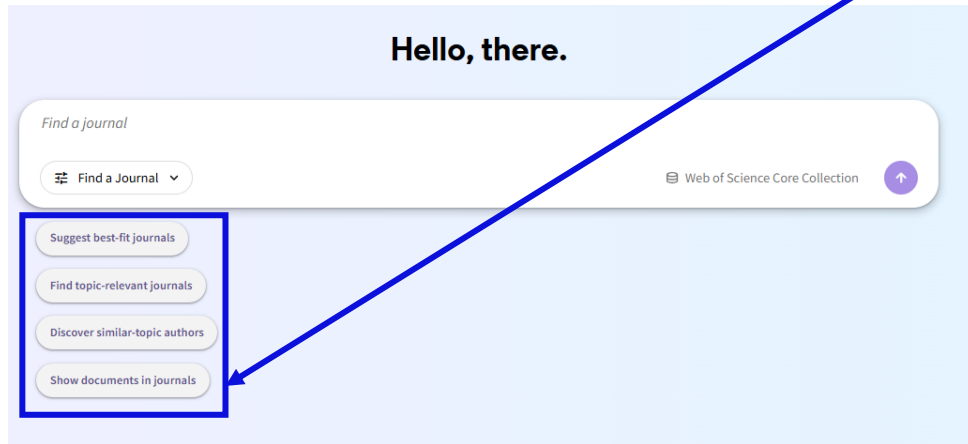 Hello, there.
Find a journal
Find a Journal
Web of Science Core Collection
Suggest best-fit journals
Find topic-relevant journals
Discover similar-topic authors
Show documents in journals